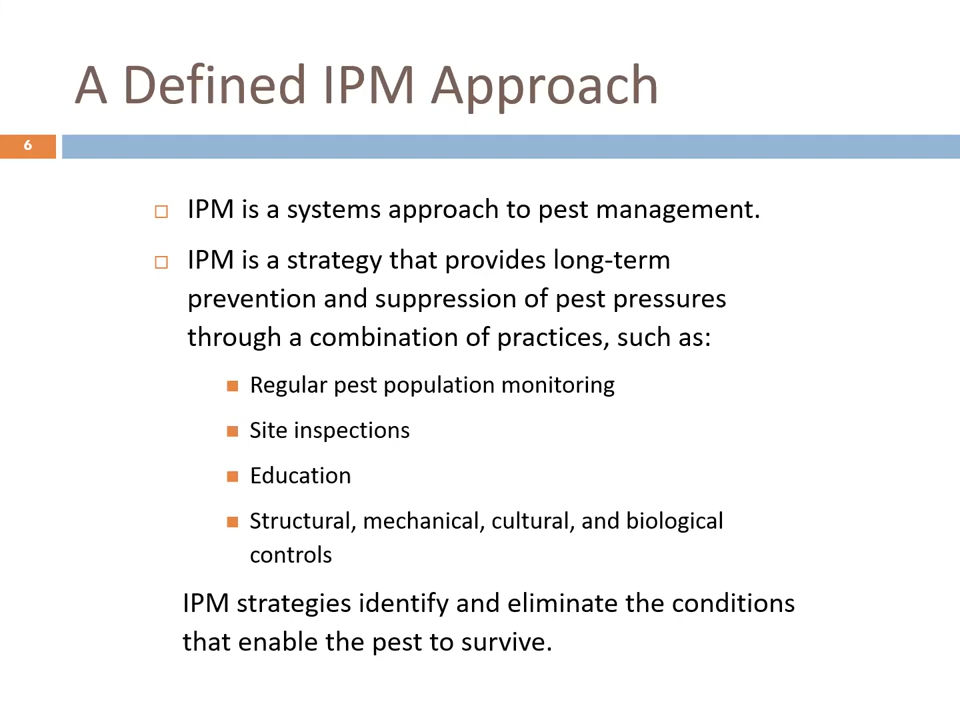 A Defined IPM Approach
6
IPM is a systems approach to pest management.
IPM is a strategy that provides long-term
prevention and suppression of pest pressures
through a combination of practices, such as:
Regular pest population monitoring
Site inspections
Education
Structural, mechanical, cultural, and biological
controls
IPM strategies identify and eliminate the conditions
that enable the pest to survive.